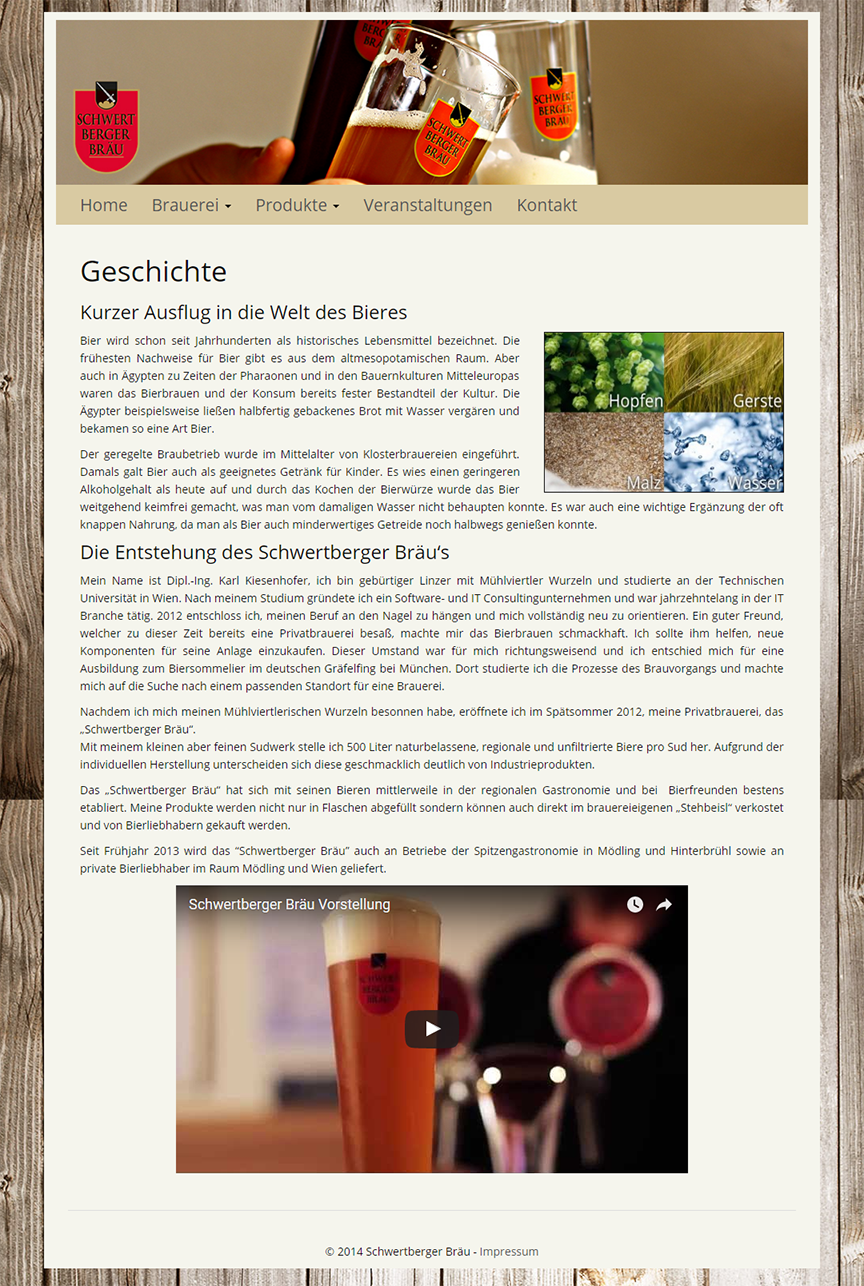 SCHWERT
BERGER
BRÄU
SCHWERT
BERGER
BRÄU
SCHWERT
BERGER
BRÄU
Home Brauerei Produkte Veranstaltungen Kontakt
Geschichte
Kurzer Ausflug in die Welt des Bieres
Bier wird schon seit Jahrhunderten als historisches Lebensmittel bezeichnet. Die
frühesten Nachweise für Bier gibt es aus dem altmesopotamischen Raum. Aber
auch in Ägypten zu Zeiten der Pharaonen und in den Bauernkulturen Mitteleuropas
waren das Bierbrauen und der Konsum bereits fester Bestandteil der Kultur. Die
Ägypter beispielsweise ließen halbfertig gebackenes Brot mit Wasser vergären und
bekamen so eine Art Bier.
Hopfen Gerste
Malz Wasser
Der geregelte Braubetrieb wurde im Mittelalter von Klosterbrauereien eingeführt.
Damals galt Bier auch als geeignetes Getränk für Kinder. Es wies einen geringeren
Alkoholgehalt als heute auf und durch das Kochen der Bierwürze wurde das Bier
weitgehend keimfrei gemacht, was man vom damaligen Wasser nicht behaupten konnte. Es war auch eine wichtige Ergänzung der oft
knappen Nahrung, da man als Bier auch minderwertiges Getreide noch halbwegs genießen konnte.
Die Entstehung des Schwertberger Bräu‘s
Mein Name ist Dipl.-Ing. Karl Kiesenhofer, ich bin gebürtiger Linzer mit Mühlviertler Wurzeln und studierte an der Technischen
Universität in Wien. Nach meinem Studium gründete ich ein Software- und IT Consultingunternehmen und war jahrzehntelang in der IT
Branche tätig. 2012 entschloss ich, meinen Beruf an den Nagel zu hängen und mich vollständig neu zu orientieren. Ein guter Freund,
welcher zu dieser Zeit bereits eine Privatbrauerei besaß, machte mir das Bierbrauen schmackhaft. Ich sollte ihm helfen, neue
Komponenten für seine Anlage einzukaufen. Dieser Umstand war für mich richtungsweisend und ich entschied mich für eine
Ausbildung zum Biersommelier im deutschen Gräfelfing bei München. Dort studierte ich die Prozesse des Brauvorgangs und machte
mich auf die Suche nach einem passenden Standort für eine Brauerei.
Nachdem ich mich meinen Mühlviertlerischen Wurzeln besonnen habe, eröffnete ich im Spätsommer 2012, meine Privatbrauerei, das
„Schwertberger Bräu“.
Mit meinem kleinen aber feinen Sudwerk stelle ich 500 Liter naturbelassene, regionale und unfiltrierte Biere pro Sud her. Aufgrund der
individuellen Herstellung unterscheiden sich diese geschmacklich deutlich von Industrieprodukten.
Das „Schwertberger Bräu“ hat sich mit seinen Bieren mittlerweile in der regionalen Gastronomie und bei Bierfreunden bestens
etabliert. Meine Produkte werden nicht nur in Flaschen abgefüllt sondern können auch direkt im brauereieigenen „Stehbeisl“ verkostet
und von Bierliebhabern gekauft werden.
Seit Frühjahr 2013 wird das “Schwertberger Bräu” auch an Betriebe der Spitzengastronomie in Mödling und Hinterbrühl sowie an
private Bierliebhaber im Raum Mödling und Wien geliefert.
Schwertberger Bräu Vorstellung
SCHWERT
BERGER
BRÄU
© 2014 Schwertberger Bräu - Impressum